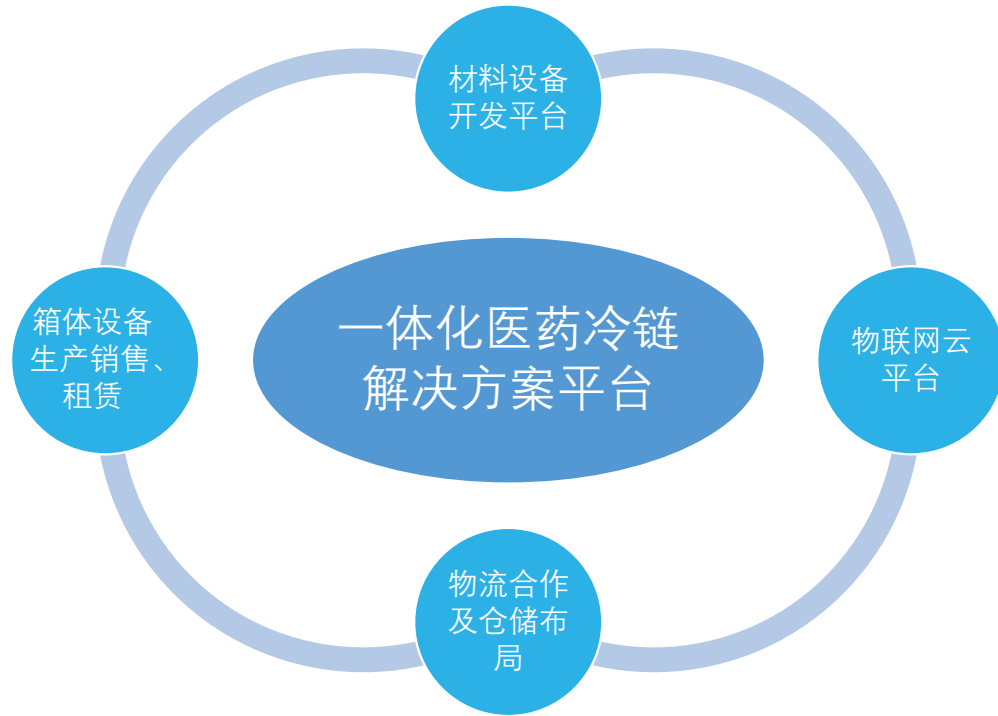 材料设备
开发平台
一体化医药冷链
解决方案平台
箱体设备
生产销售、
租赁
物联网云
平台
物流合作
及仓储布
局